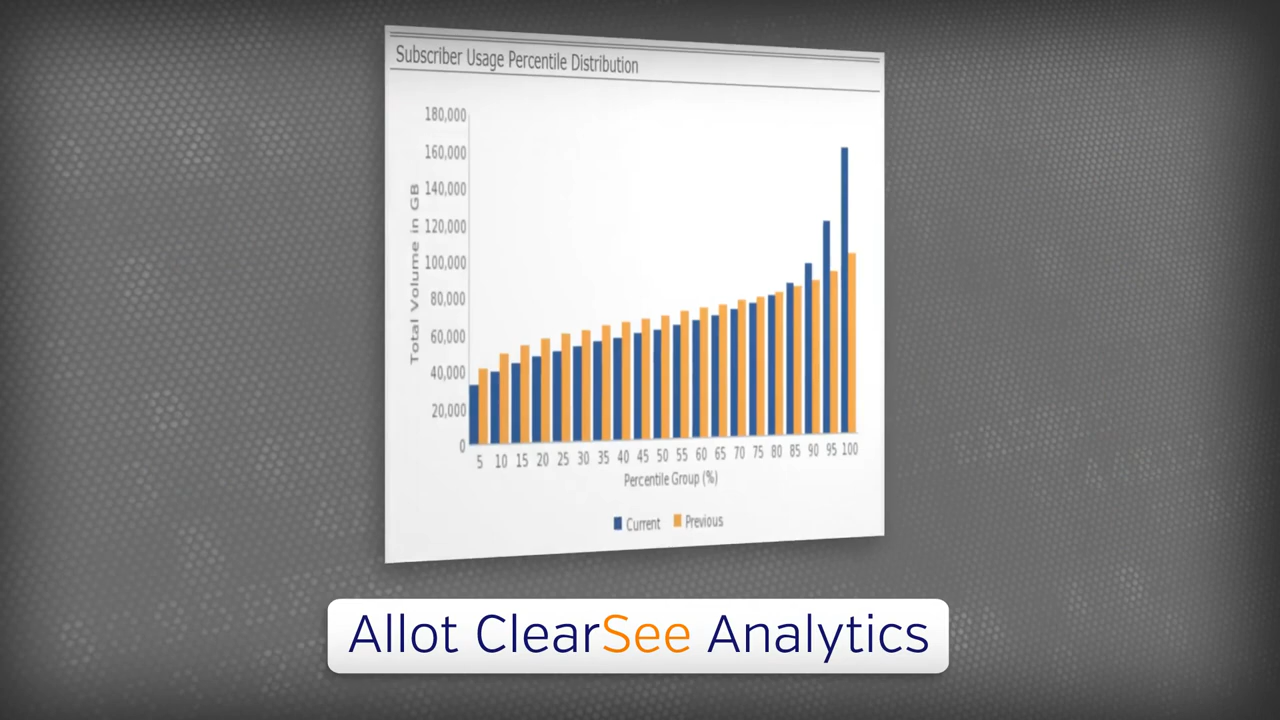 Subscriber Usage Percentile Distribution
180,000
160,000
140,000
120,000
100,000
80,000
60,000
40,000
20,000
0
Total Volume in GB
5 10 15 20 25 30 35 40 45 50 55 60 65 70 75 80 85 90 95 100
Percentile Group (%)
Current Previous
Allot ClearSee Analytics